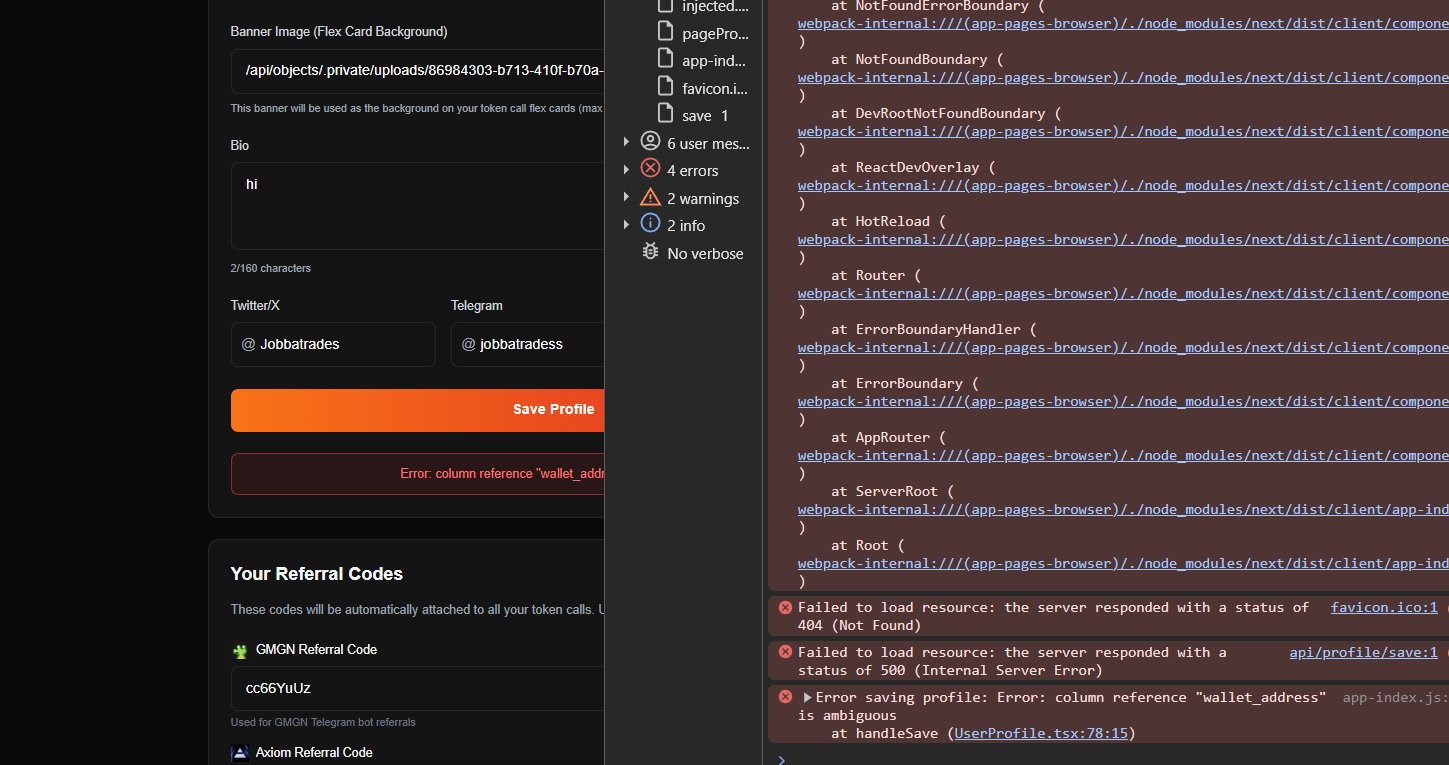 Banner Image (Flex Card Background)
/api/objects/.private/uploads/86984303-b713-410f-b70a-
This banner will be used as the background on your token call flex cards (max
Bio
hi
2/160 characters
Twitter/X
Telegram
@ Jobbatrades
@ jobbatradess
Save Profile
Error: column reference "wallet_addr
Your Referral Codes
These codes will be automatically attached to all your token calls. U
GMGN Referral Code
cc66YuUz
Used for GMGN Telegram bot referrals
Axiom Referral Code
injected....
pagePro...
app-ind...
favicon.i...
save 1
6 user mes...
4 errors
2 warnings
2 info
No verbose
at NotFoundErrorBoundary (
webpack-internal:///(app-pages-browser)/./node_modules/next/dist/client/compone
)
at NotFoundBoundary (
webpack-internal:///(app-pages-browser)/./node_modules/next/dist/client/compone
)
at DevRootNotFoundBoundary (
webpack-internal:///(app-pages-browser)/./node_modules/next/dist/client/compone
)
at ReactDevOverlay (
webpack-internal:///(app-pages-browser)/./node_modules/next/dist/client/compone
)
at HotReload (
webpack-internal:///(app-pages-browser)/./node_modules/next/dist/client/compone
)
at Router (
webpack-internal:///(app-pages-browser)/./node_modules/next/dist/client/compone
)
at ErrorBoundaryHandler (
webpack-internal:///(app-pages-browser)/./node_modules/next/dist/client/compone
)
at ErrorBoundary (
webpack-internal:///(app-pages-browser)/./node_modules/next/dist/client/compone
)
at AppRouter (
webpack-internal:///(app-pages-browser)/./node_modules/next/dist/client/compone
)
at ServerRoot (
webpack-internal:///(app-pages-browser)/./node_modules/next/dist/client/app-ind
)
at Root (
webpack-internal:///(app-pages-browser)/./node_modules/next/dist/client/app-ind
)
Failed to load resource: the server responded with a status of favicon.ico:1
404 (Not Found)
Failed to load resource: the server responded with a api/profile/save:1
status of 500 (Internal Server Error)
Error saving profile: Error: column reference "wallet_address" app-index.js:
is ambiguous
at handleSave (UserProfile.tsx:78:15)